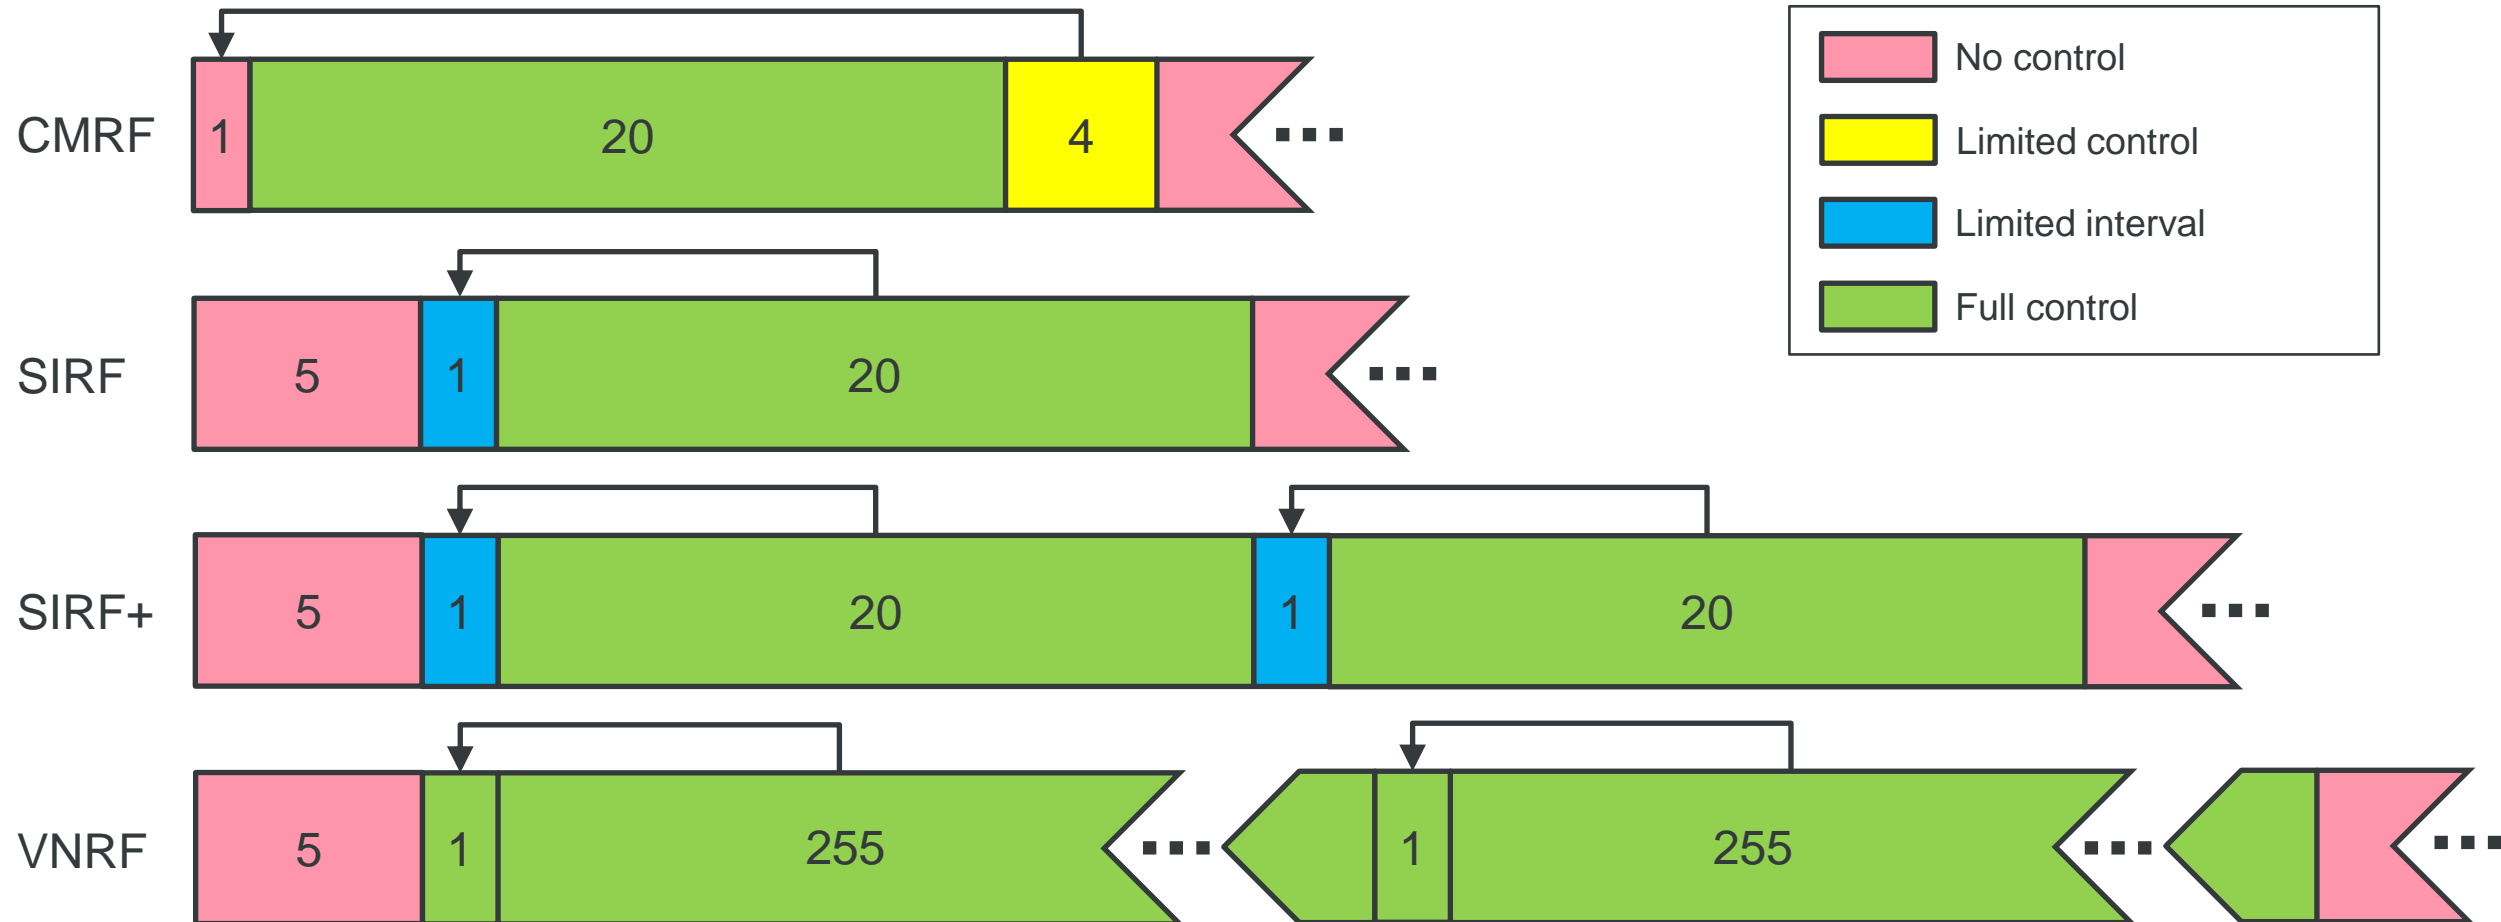 No control
CMRF 1 20 4 ...
Limited control
Limited interval
Full control
SIRF 5 1 20 ...
SIRF+ 5 1 20 1 20 ...
VNRF 5 1 255 ... 1 255 ... ...